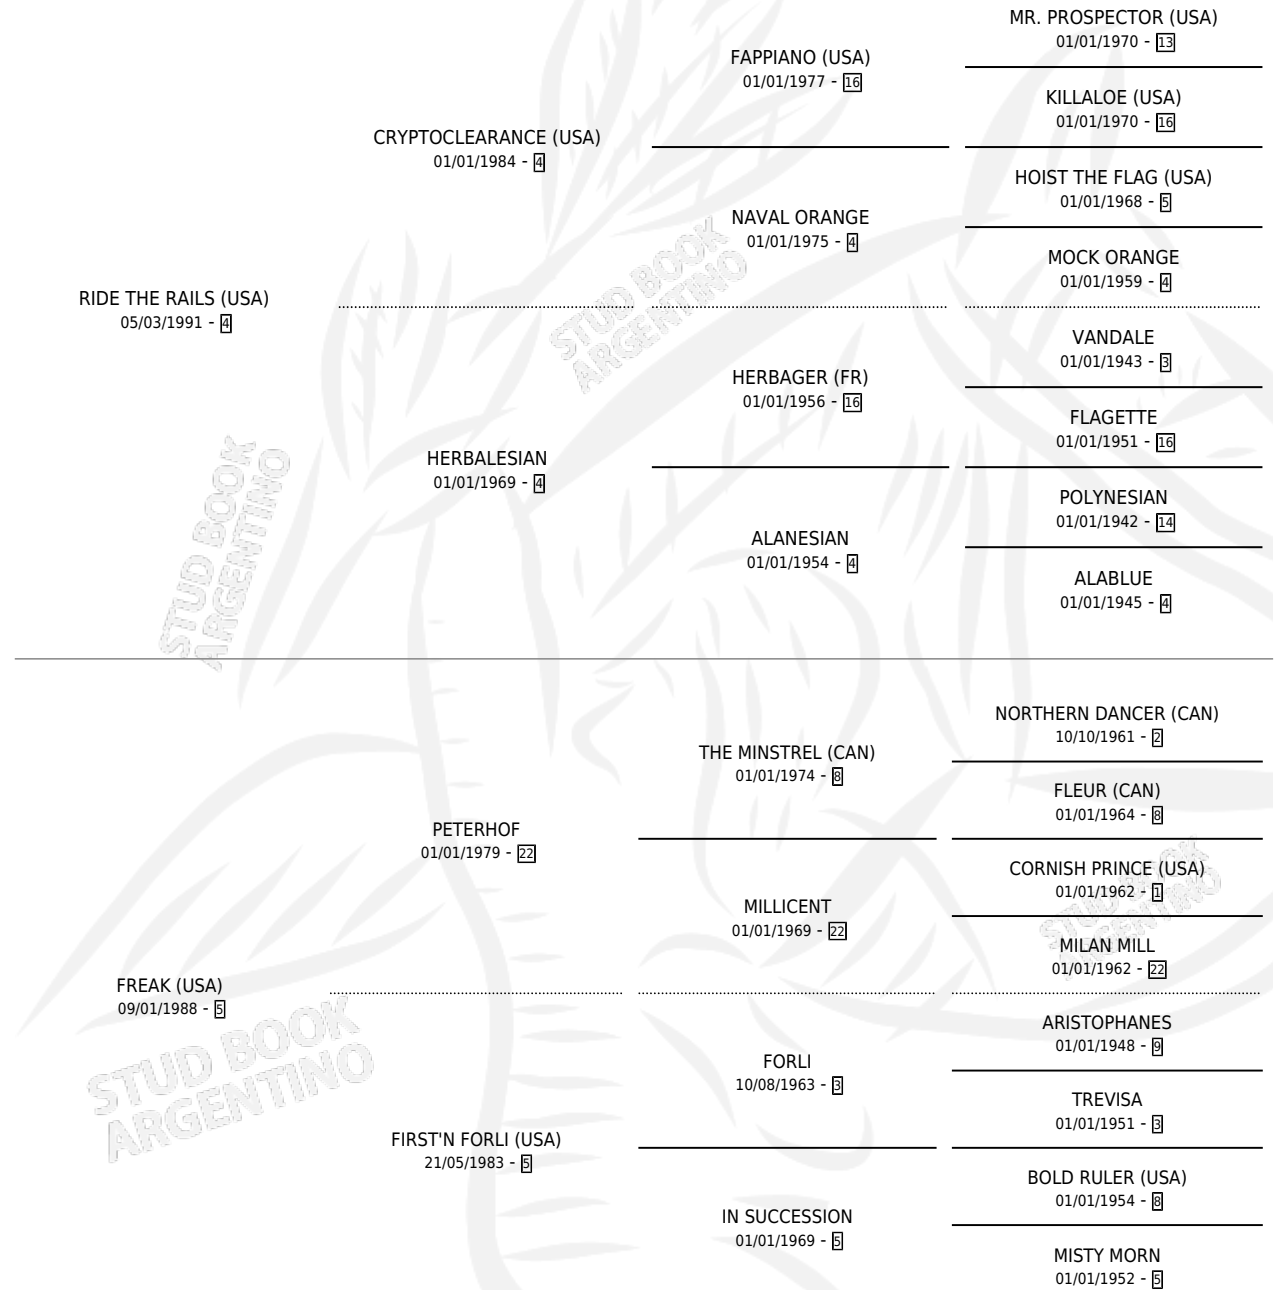 MR. PROSPECTOR (USA)
01/01/1970 - 13
FAPPIANO (USA)
01/01/1977 - 16
KILLALOE (USA)
01/01/1970 - 16
CRYPTOCLEARANCE (USA)
01/01/1984 - 4
HOIST THE FLAG (USA)
01/01/1968 - 5
NAVAL ORANGE
01/01/1975 - 4
MOCK ORANGE
01/01/1959 - 4
RIDE THE RAILS (USA)
05/03/1991 - 4
VANDALE
01/01/1943 - 3
HERBAGER (FR)
01/01/1956 - 16
FLAGETTE
01/01/1951 - 16
HERBALESIAN
01/01/1969 - 4
POLYNESIAN
01/01/1942 - 14
ALANESIAN
01/01/1954 - 4
ALABLUE
01/01/1945 - 4
NORTHERN DANCER (CAN)
10/10/1961 - 2
THE MINSTREL (CAN)
01/01/1974 - 8
FLEUR (CAN)
01/01/1964 - 8
PETERHOF
01/01/1979 - 22
CORNISH PRINCE (USA)
01/01/1962 - 1
MILLICENT
01/01/1969 - 22
MILAN MILL
01/01/1962 - 22
FREAK (USA)
09/01/1988 - 5
ARISTOPHANES
01/01/1948 - 9
FORLI
10/08/1963 - 3
TREVISA
01/01/1951 - 3
FIRST'N FORLI (USA)
21/05/1983 - 5
BOLD RULER (USA)
01/01/1954 - 8
IN SUCCESSION
01/01/1969 - 5
MISTY MORN
01/01/1952 - 5
STUD BOOK
ARGENTINO
STUD BOOK
ARGENTINO
STUD BOOK
ARGENTINO
STUD BOOK
ARGENTINO